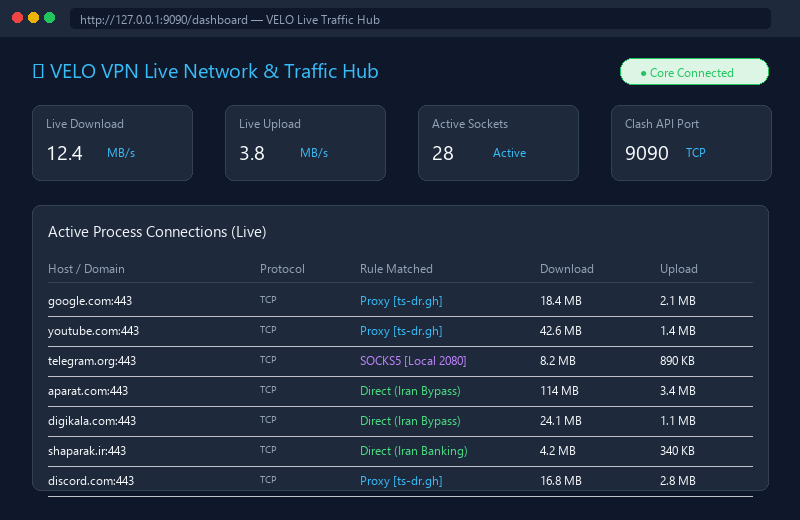 http://127.0.0.1:9090/dashboard — VELO Live Traffic Hub
VELO VPN Live Network & Traffic Hub
● Core Connected
Live Download
12.4 MB/s
Live Upload
3.8 MB/s
Active Sockets
28 Active
Clash API Port
9090 TCP
Active Process Connections (Live)
Host / Domain Protocol Rule Matched Download Upload
google.com:443 TCP Proxy [ts-dr.gh] 18.4 MB 2.1 MB
youtube.com:443 TCP Proxy [ts-dr.gh] 42.6 MB 1.4 MB
telegram.org:443 TCP SOCKS5 [Local 2080] 8.2 MB 890 KB
aparat.com:443 TCP Direct (Iran Bypass) 114 MB 3.4 MB
digikala.com:443 TCP Direct (Iran Bypass) 24.1 MB 1.1 MB
shaparak.ir:443 TCP Direct (Iran Banking) 4.2 MB 340 KB
discord.com:443 TCP Proxy [ts-dr.gh] 16.8 MB 2.8 MB